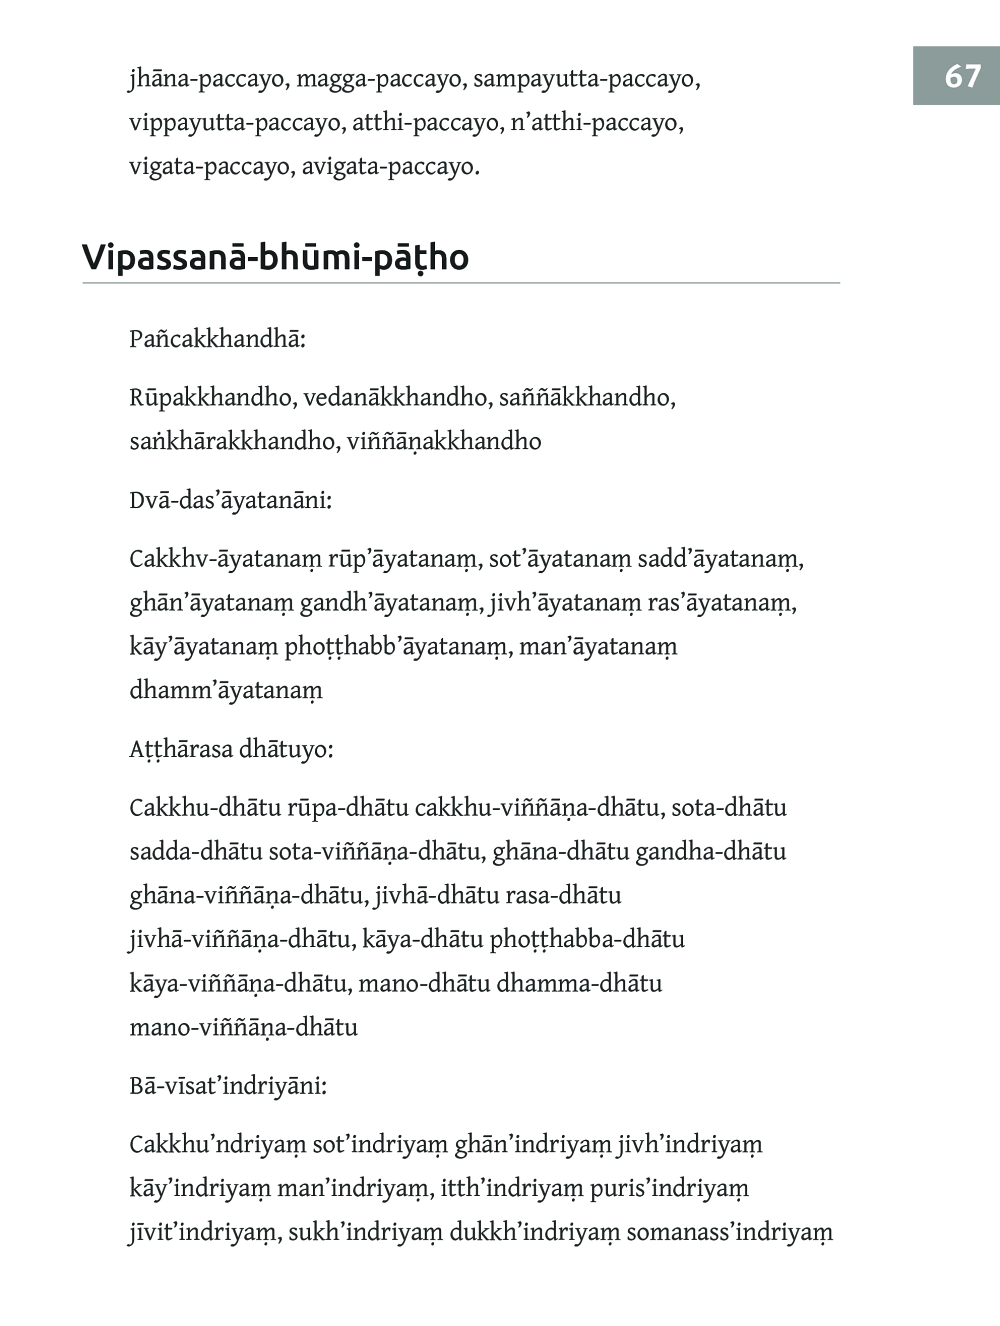 67
jhāna-paccayo, magga-paccayo, sampayutta-paccayo,
vippayutta-paccayo, atthi-paccayo, n’atthi-paccayo,
vigata-paccayo, avigata-paccayo.
Vipassanā-bhūmi-pāṭho
Pañcakkhandhā:
Rūpakkhandho, vedanākkhandho, saññākkhandho,
saṅkhārakkhandho, viññāṇakkhandho
Dvā-das’āyatanāni:
Cakkhv-āyatanaṃ rūp’āyatanaṃ, sot’āyatanaṃ sadd’āyatanaṃ,
ghān’āyatanaṃ gandh’āyatanaṃ, jivh’āyatanaṃ ras’āyatanaṃ,
kāy’āyatanaṃ phoṭṭhabb’āyatanaṃ, man’āyatanaṃ
dhamm’āyatanaṃ
Aṭṭhārasa dhātuyo:
Cakkhu-dhātu rūpa-dhātu cakkhu-viññāṇa-dhātu, sota-dhātu
sadda-dhātu sota-viññāṇa-dhātu, ghāna-dhātu gandha-dhātu
ghāna-viññāṇa-dhātu, jivhā-dhātu rasa-dhātu
jivhā-viññāṇa-dhātu, kāya-dhātu phoṭṭhabba-dhātu
kāya-viññāṇa-dhātu, mano-dhātu dhamma-dhātu
mano-viññāṇa-dhātu
Bā-vīsat’indriyāni:
Cakkhu’ndriyaṃ sot’indriyaṃ ghān’indriyaṃ jivh’indriyaṃ
kāy’indriyaṃ man’indriyaṃ, itth’indriyaṃ puris’indriyaṃ
jīvit’indriyaṃ, sukh’indriyaṃ dukkh’indriyaṃ somanass’indriyaṃ